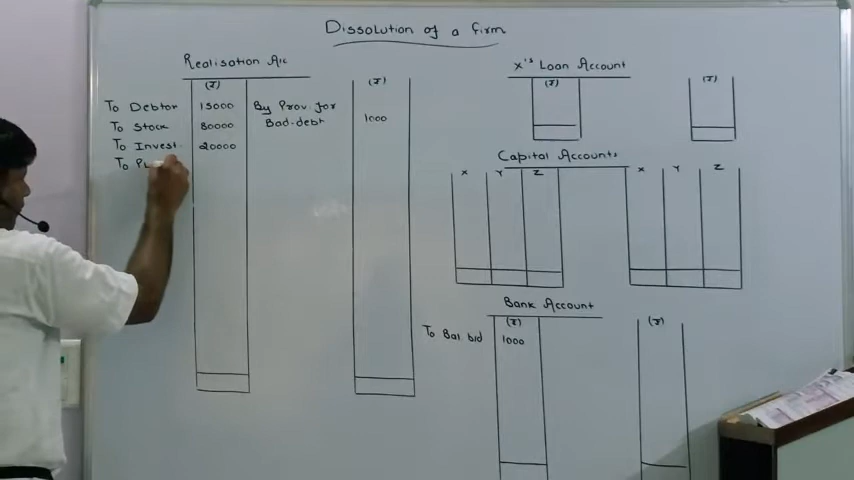 Dissolution of a firm
Realisation A/c
(₹) (₹)
To Debtor 15000 By Prov. for
To Stock 80000 Bad-debt 1000
To Invest. 20000
To Pl
X's Loan Account
(₹) (₹)
Capital Accounts
X Y Z X Y Z
Bank Account
(₹) (₹)
To Bal b/d 1000